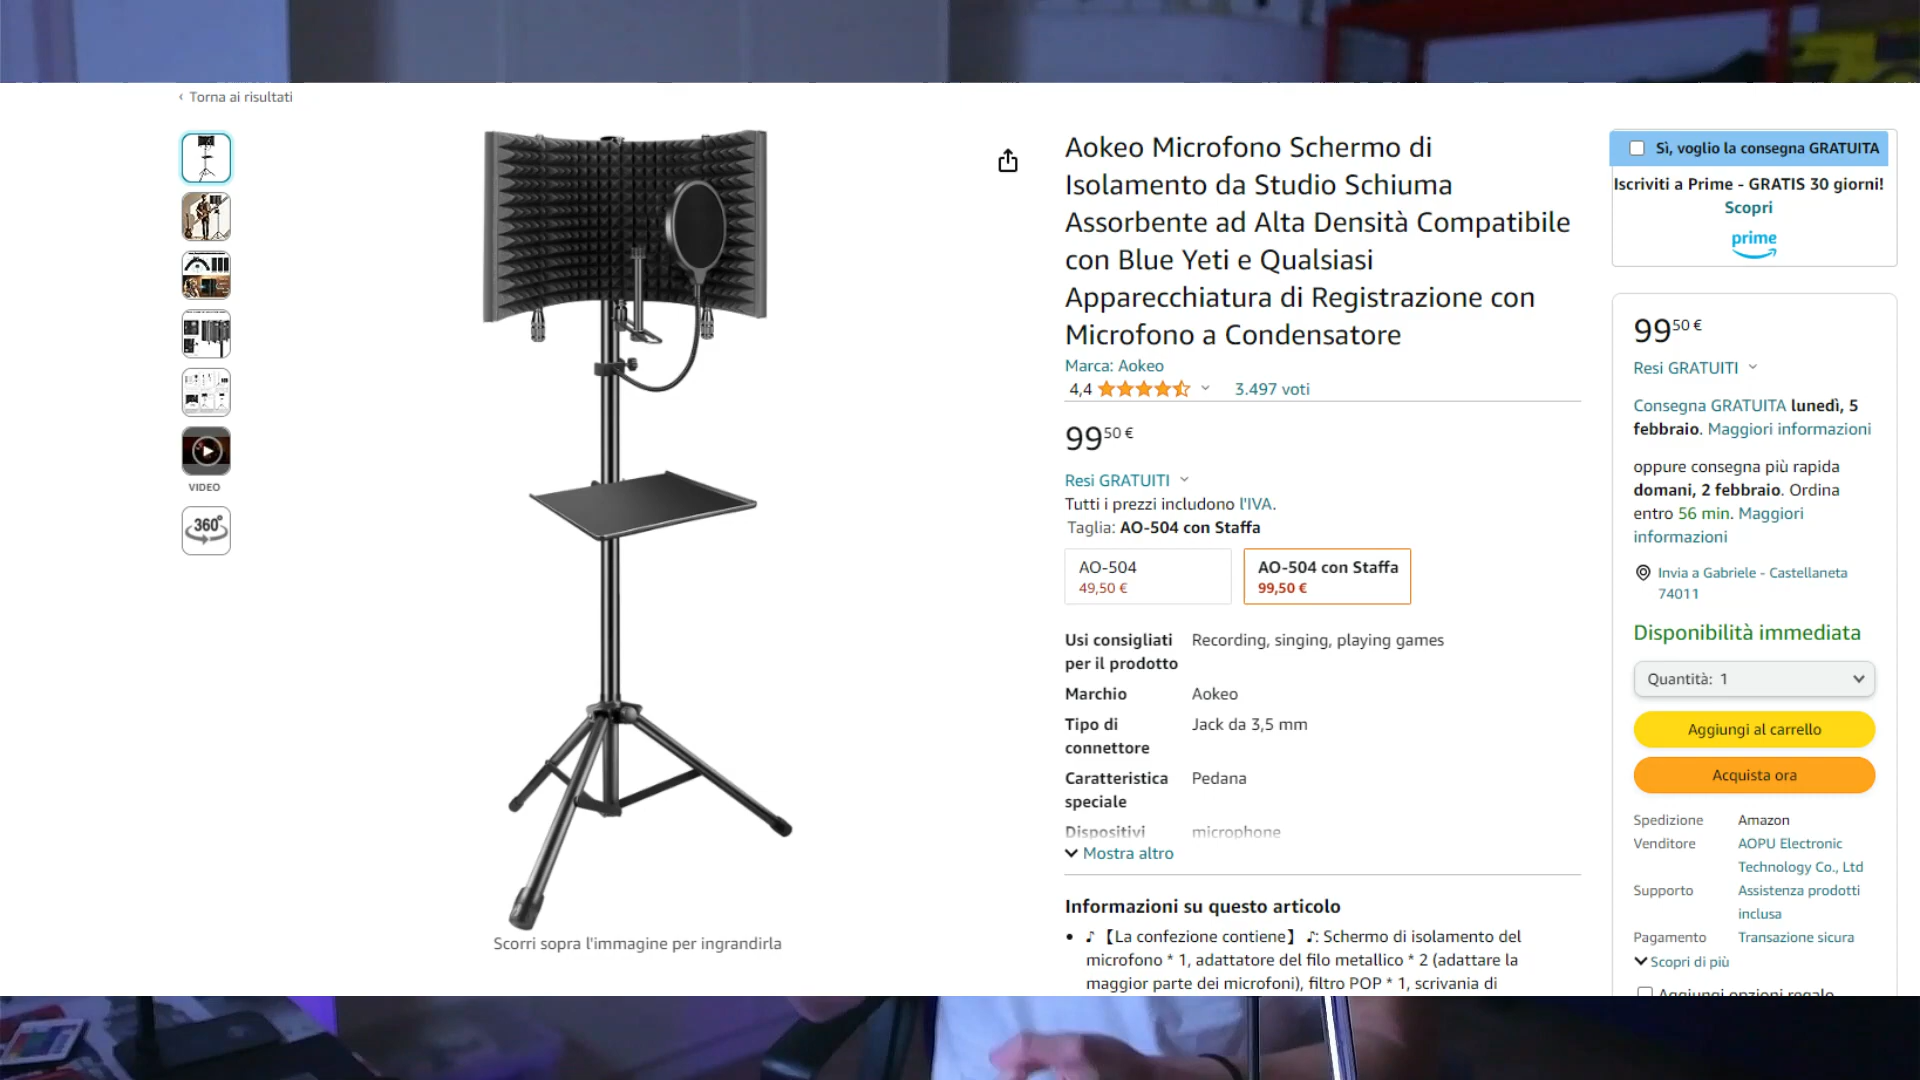 ‹ Torna ai risultati
VIDEO
360°
Scorri sopra l'immagine per ingrandirla
Aokeo Microfono Schermo di
Isolamento da Studio Schiuma
Assorbente ad Alta Densità Compatibile
con Blue Yeti e Qualsiasi
Apparecchiatura di Registrazione con
Microfono a Condensatore
Marca: Aokeo
4,4 3.497 voti
99 50 €
Resi GRATUITI
Tutti i prezzi includono l'IVA.
Taglia: AO-504 con Staffa
AO-504
49,50 €
AO-504 con Staffa
99,50 €
Usi consigliati Recording, singing, playing games
per il prodotto
Marchio Aokeo
Tipo di Jack da 3,5 mm
connettore
Caratteristica Pedana
speciale
Dispositivi microphone
Mostra altro
Informazioni su questo articolo
• ♪【La confezione contiene】♪: Schermo di isolamento del
microfono * 1, adattatore del filo metallico * 2 (adattare la
maggior parte dei microfoni), filtro POP * 1, scrivania di
Sì, voglio la consegna GRATUITA
Iscriviti a Prime - GRATIS 30 giorni!
Scopri
prime
99 50 €
Resi GRATUITI
Consegna GRATUITA lunedì, 5
febbraio. Maggiori informazioni
oppure consegna più rapida
domani, 2 febbraio. Ordina
entro 56 min. Maggiori
informazioni
Invia a Gabriele - Castellaneta
74011
Disponibilità immediata
Quantità: 1
Aggiungi al carrello
Acquista ora
Spedizione Amazon
Venditore AOPU Electronic
Technology Co., Ltd
Supporto Assistenza prodotti
inclusa
Pagamento Transazione sicura
Scopri di più
Aggiungi opzioni regalo